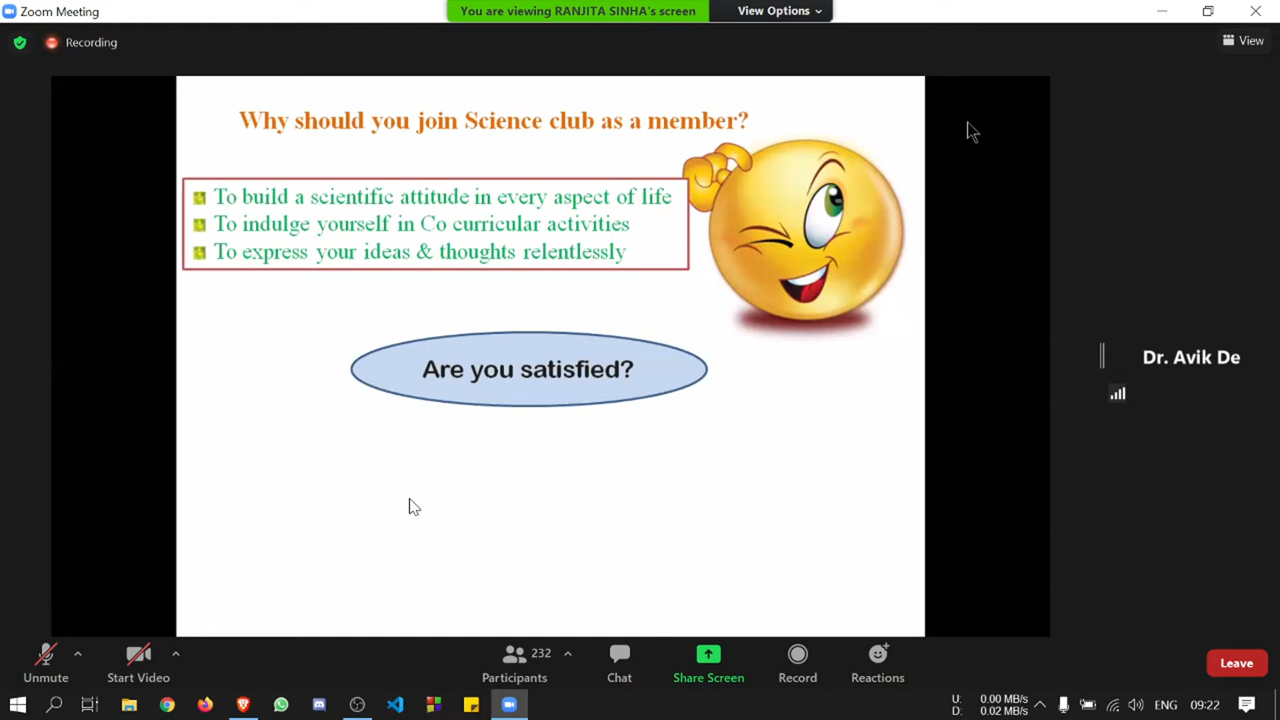 Zoom Meeting
You are viewing RANJITA SINHA's screen
View Options
Recording
View
Why should you join Science club as a member?
To build a scientific attitude in every aspect of life
To indulge yourself in Co curricular activities
To express your ideas & thoughts relentlessly
Are you satisfied?
Dr. Avik De
Unmute
Start Video
232
Participants
Chat
Share Screen
Record
Reactions
Leave
U: 0.00 MB/s
D: 0.02 MB/s
ENG
09:22